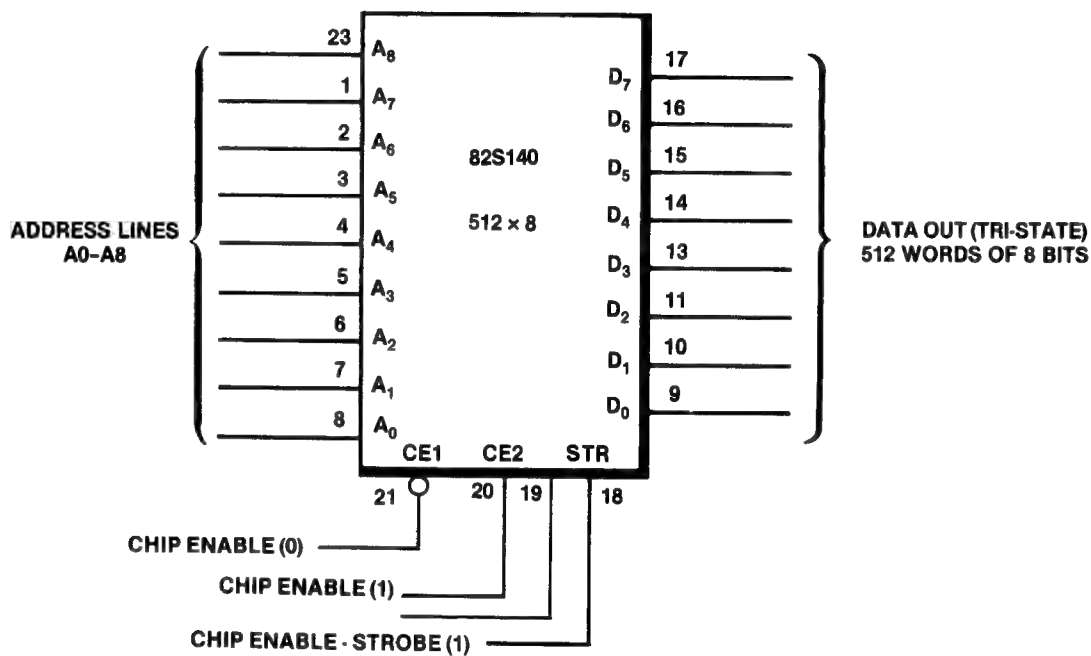 23 A8
1 A7
2 A6
3 A5
4 A4
5 A3
6 A2
7 A1
8 A0
ADDRESS LINES
A0–A8
82S140
512 × 8
D7 17
D6 16
D5 15
D4 14
D3 13
D2 11
D1 10
D0 9
DATA OUT (TRI-STATE)
512 WORDS OF 8 BITS
CE1 CE2 STR
21 20 19 18
CHIP ENABLE (0)
CHIP ENABLE (1)
CHIP ENABLE - STROBE (1)